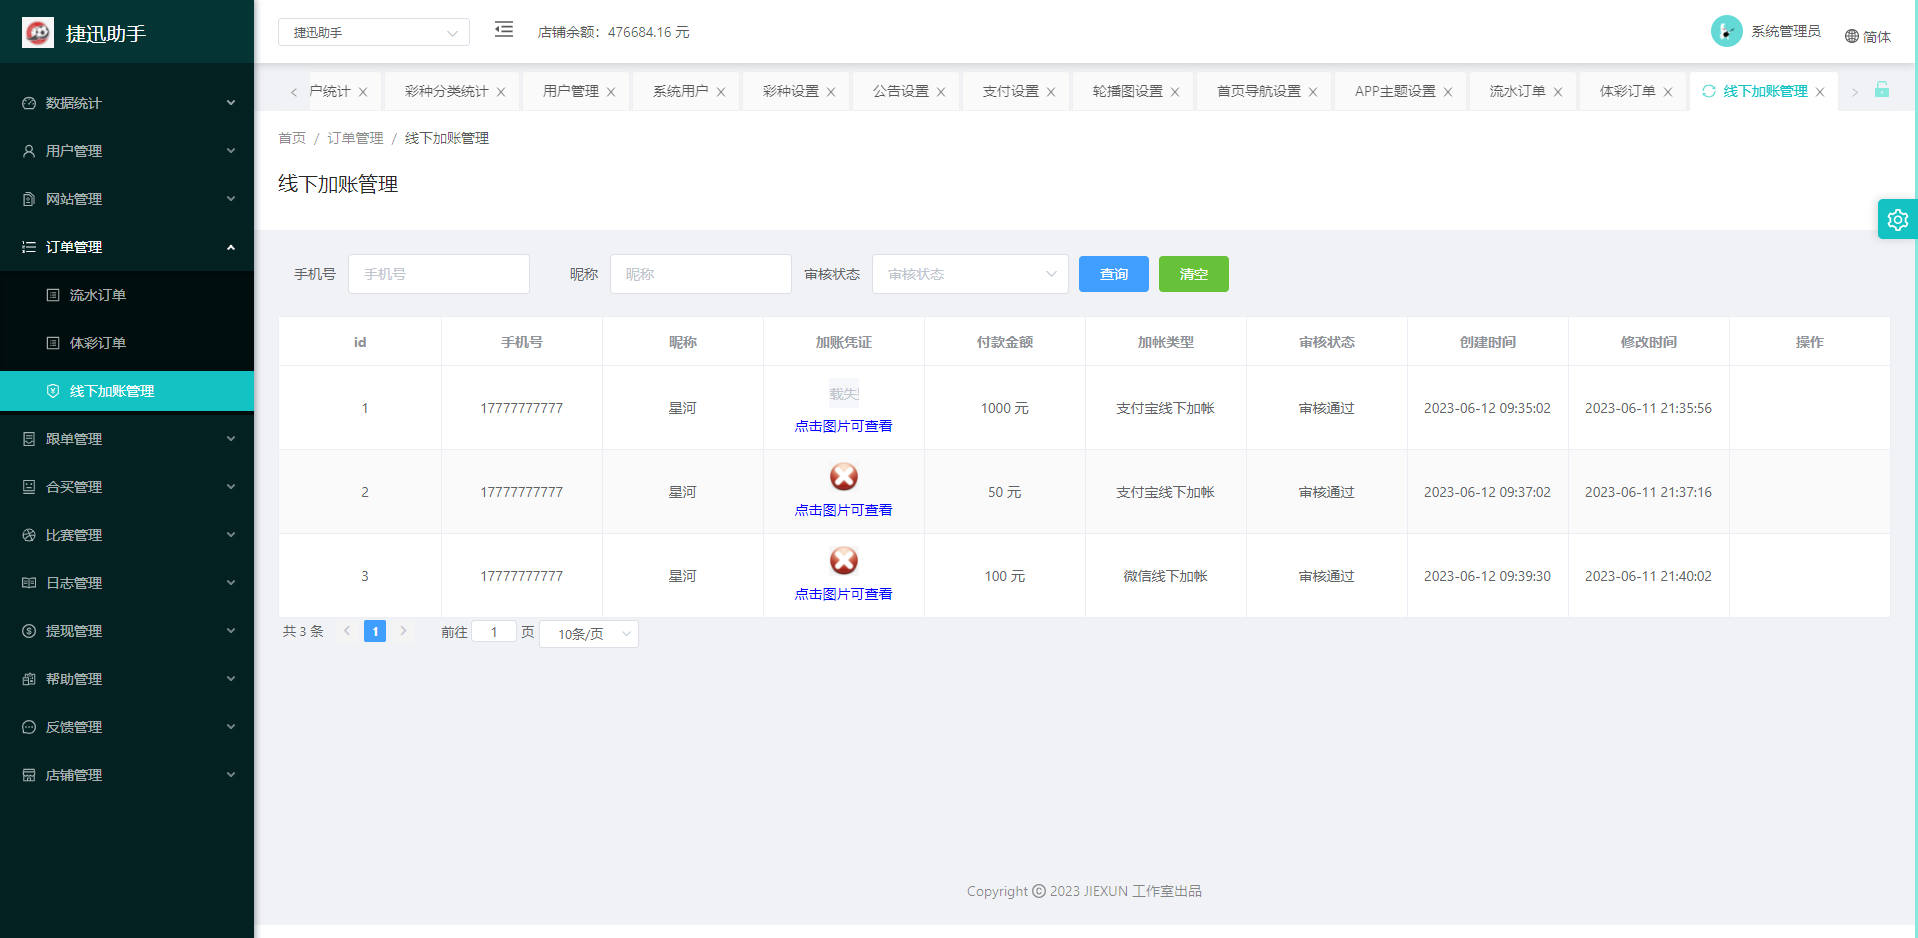 捷迅助手
捷迅助手
店铺余额：476684.16 元
系统管理员
简体
户统计
彩种分类统计
用户管理
系统用户
彩种设置
公告设置
支付设置
轮播图设置
首页导航设置
APP主题设置
流水订单
体彩订单
线下加账管理
数据统计
用户管理
网站管理
订单管理
流水订单
体彩订单
线下加账管理
跟单管理
合买管理
比赛管理
日志管理
提现管理
帮助管理
反馈管理
店铺管理
首页 / 订单管理 / 线下加账管理
线下加账管理
手机号 手机号 昵称 昵称 审核状态 审核状态 查询 清空
id 手机号 昵称 加账凭证 付款金额 加帐类型 审核状态 创建时间 修改时间 操作
载失
1 17777777777 星河 1000 元 支付宝线下加帐 审核通过 2023-06-12 09:35:02 2023-06-11 21:35:56
点击图片可查看
2 17777777777 星河 50 元 支付宝线下加帐 审核通过 2023-06-12 09:37:02 2023-06-11 21:37:16
点击图片可查看
3 17777777777 星河 100 元 微信线下加帐 审核通过 2023-06-12 09:39:30 2023-06-11 21:40:02
点击图片可查看
共 3 条 1 前往 1 页 10条/页
Copyright © 2023 JIEXUN 工作室出品